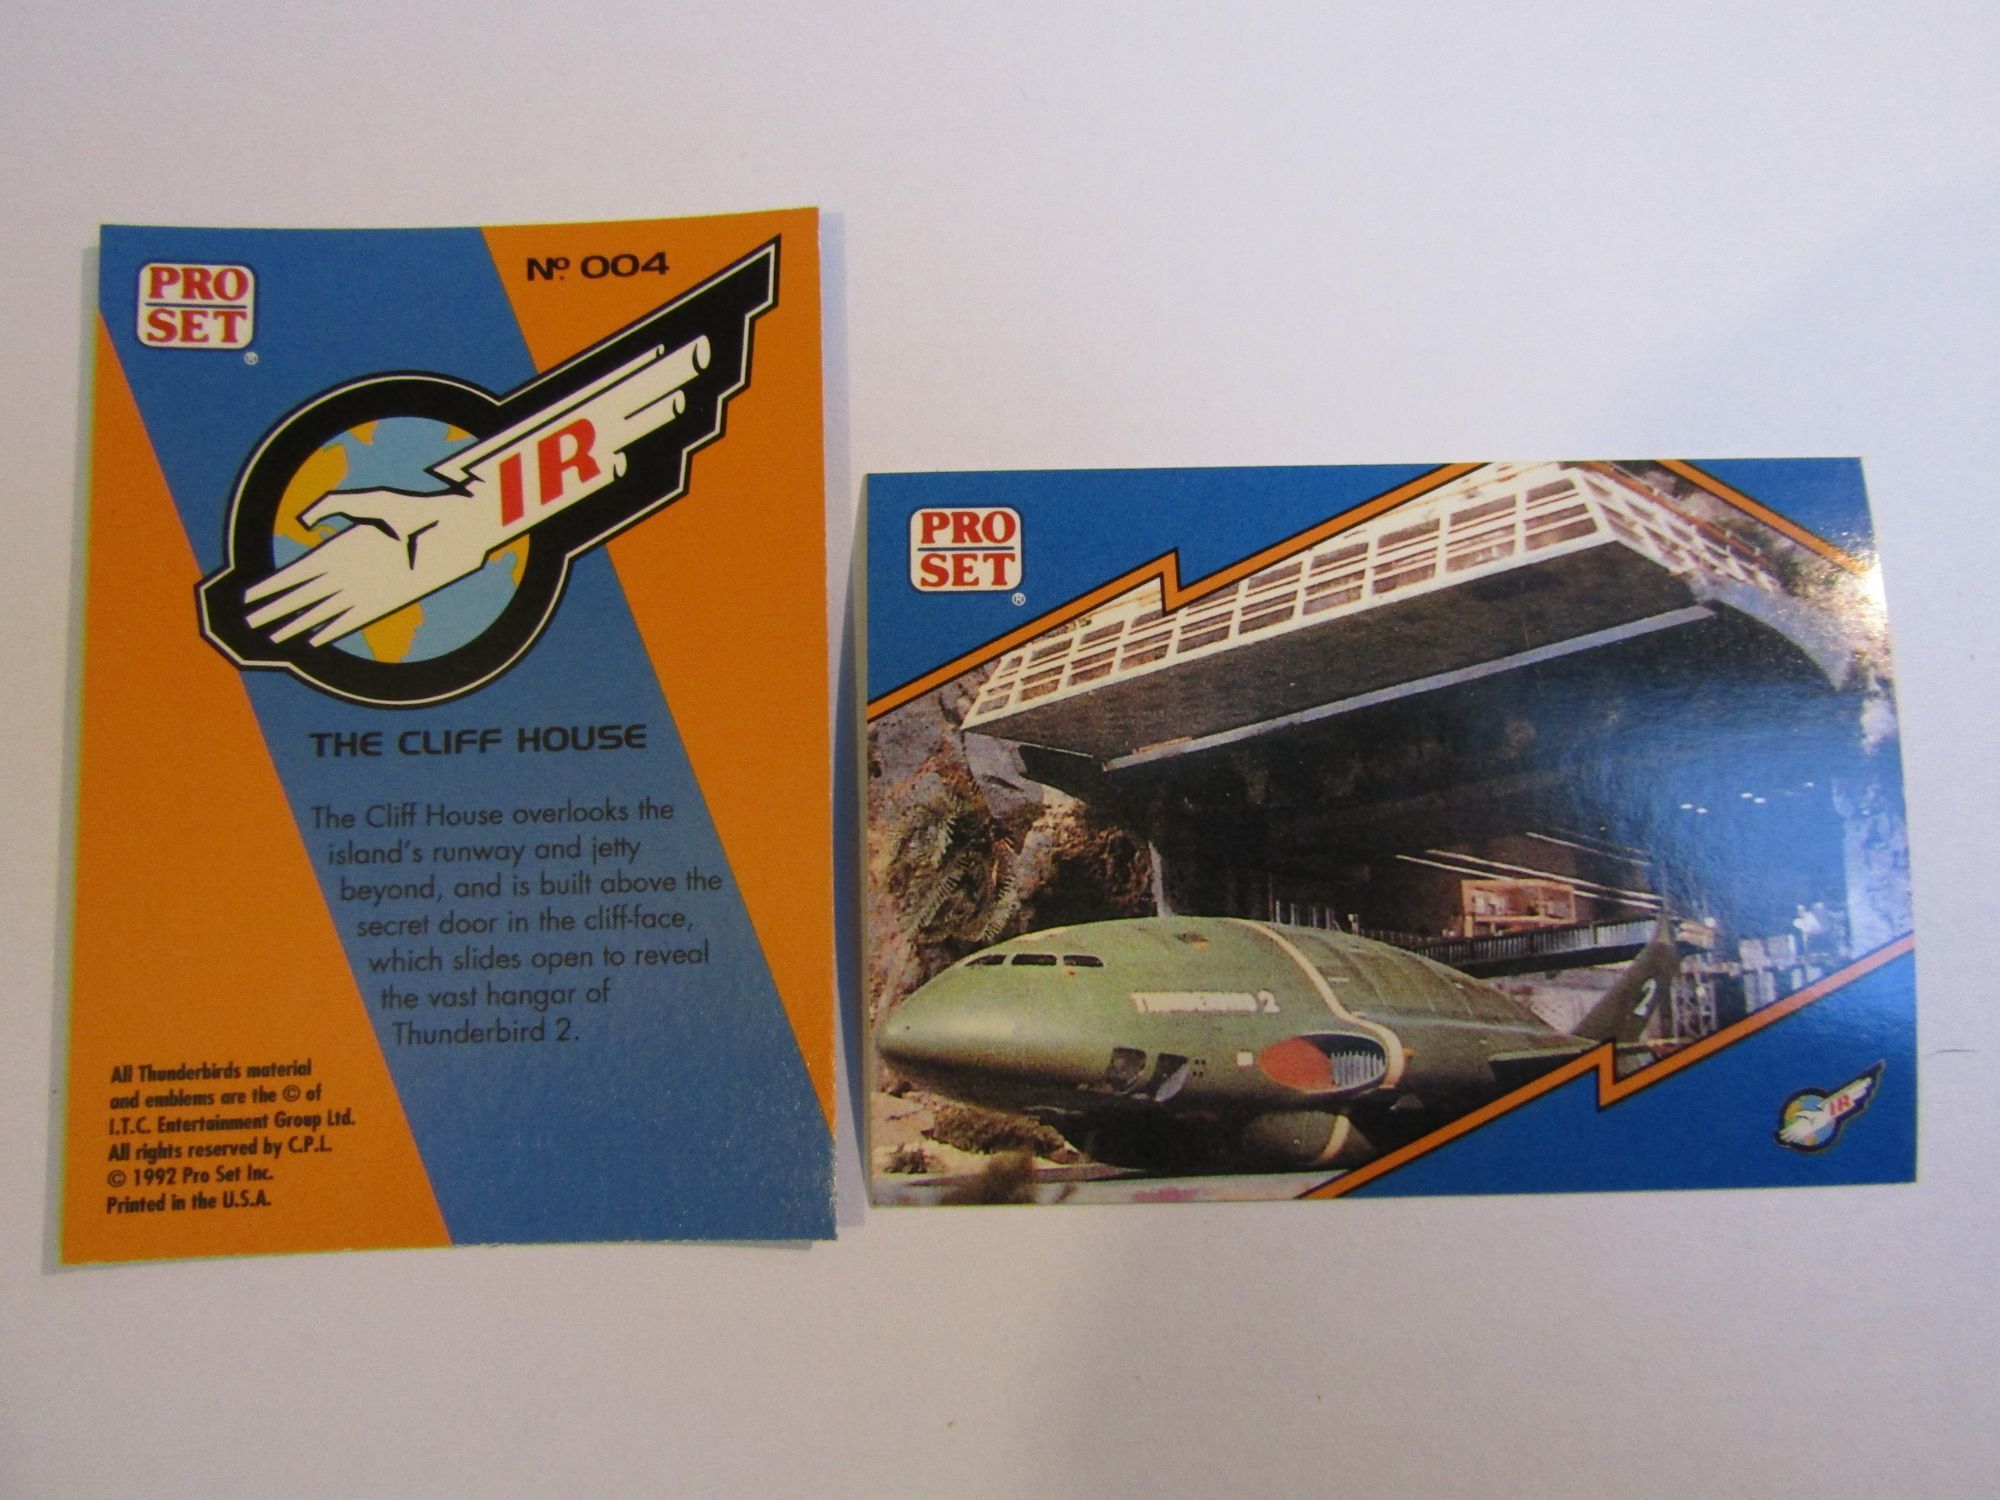 PRO
SET
®
Nº. 004
IR
THE CLIFF HOUSE
The Cliff House overlooks the
island's runway and jetty
beyond, and is built above the
secret door in the cliff-face,
which slides open to reveal
the vast hangar of
Thunderbird 2.
All Thunderbirds material
and emblems are the © of
I.T.C. Entertainment Group Ltd.
All rights reserved by C.P.L.
© 1992 Pro Set Inc.
Printed in the U.S.A.
PRO
SET
®
THUNDERBIRD 2
2
IR